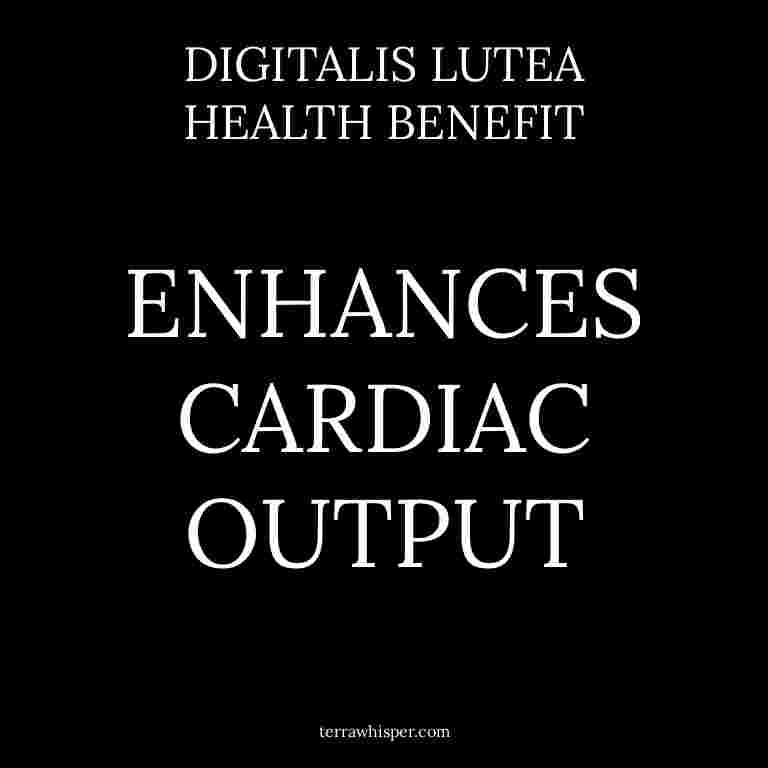 DIGITALIS LUTEA
HEALTH BENEFIT
ENHANCES
CARDIAC
OUTPUT
terrawhisper.com